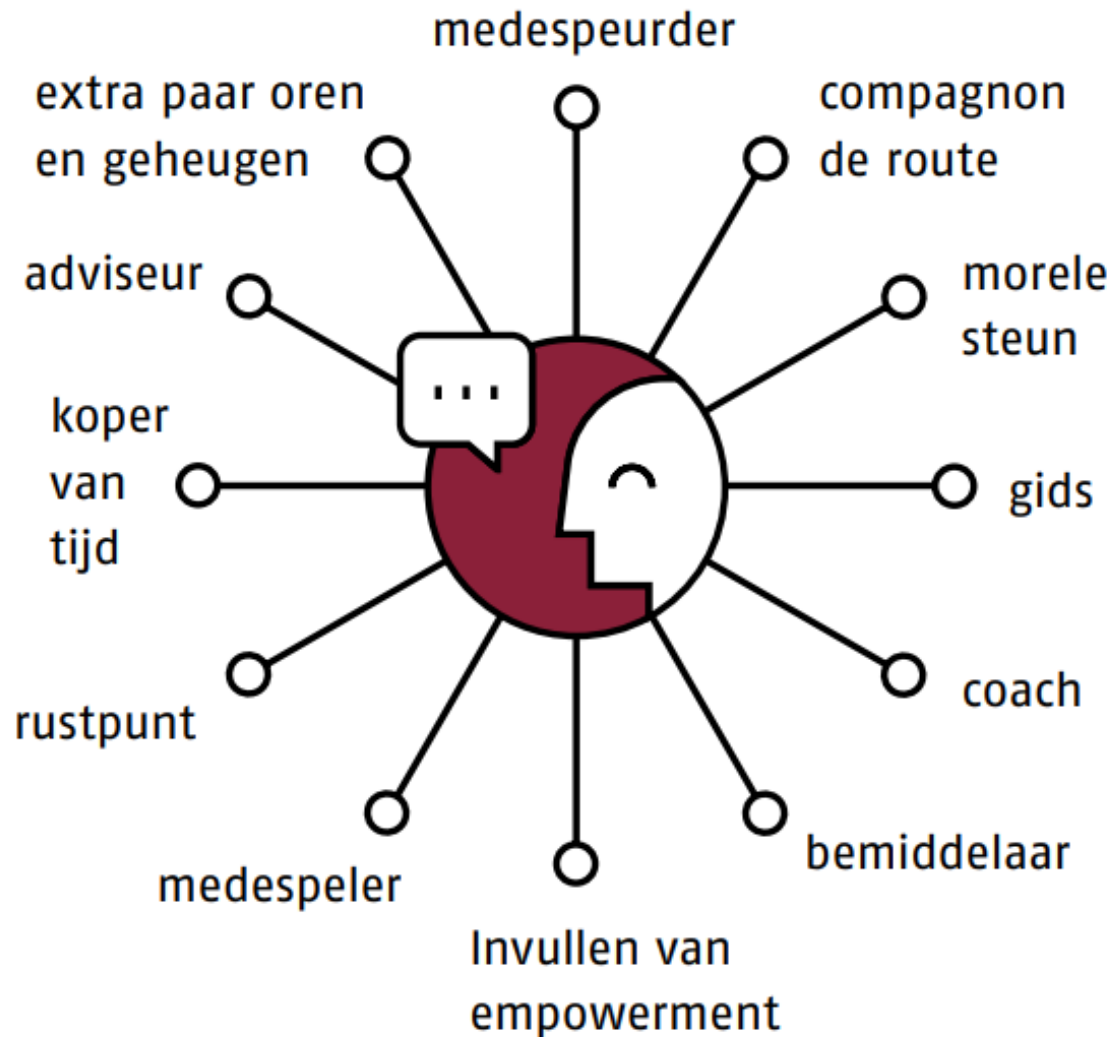 medespeurder
extra paar oren
en geheugen
compagnon
de route
adviseur
morele
steun
koper
van
tijd
...
gids
rustpunt
coach
medespeler
bemiddelaar
Invullen van
empowerment